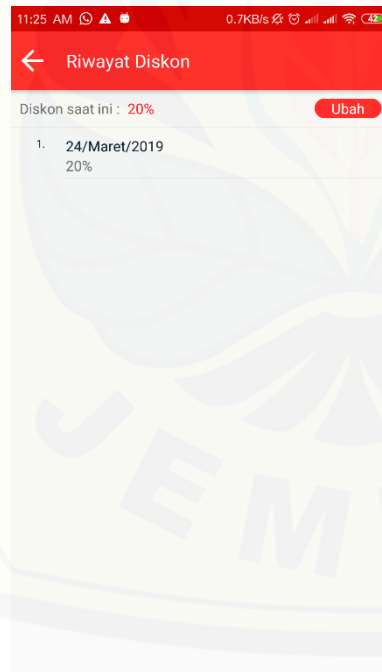 11:25 AM 0.7KB/s 42
Riwayat Diskon
Diskon saat ini : 20% Ubah
1. 24/Maret/2019
20%
JEM